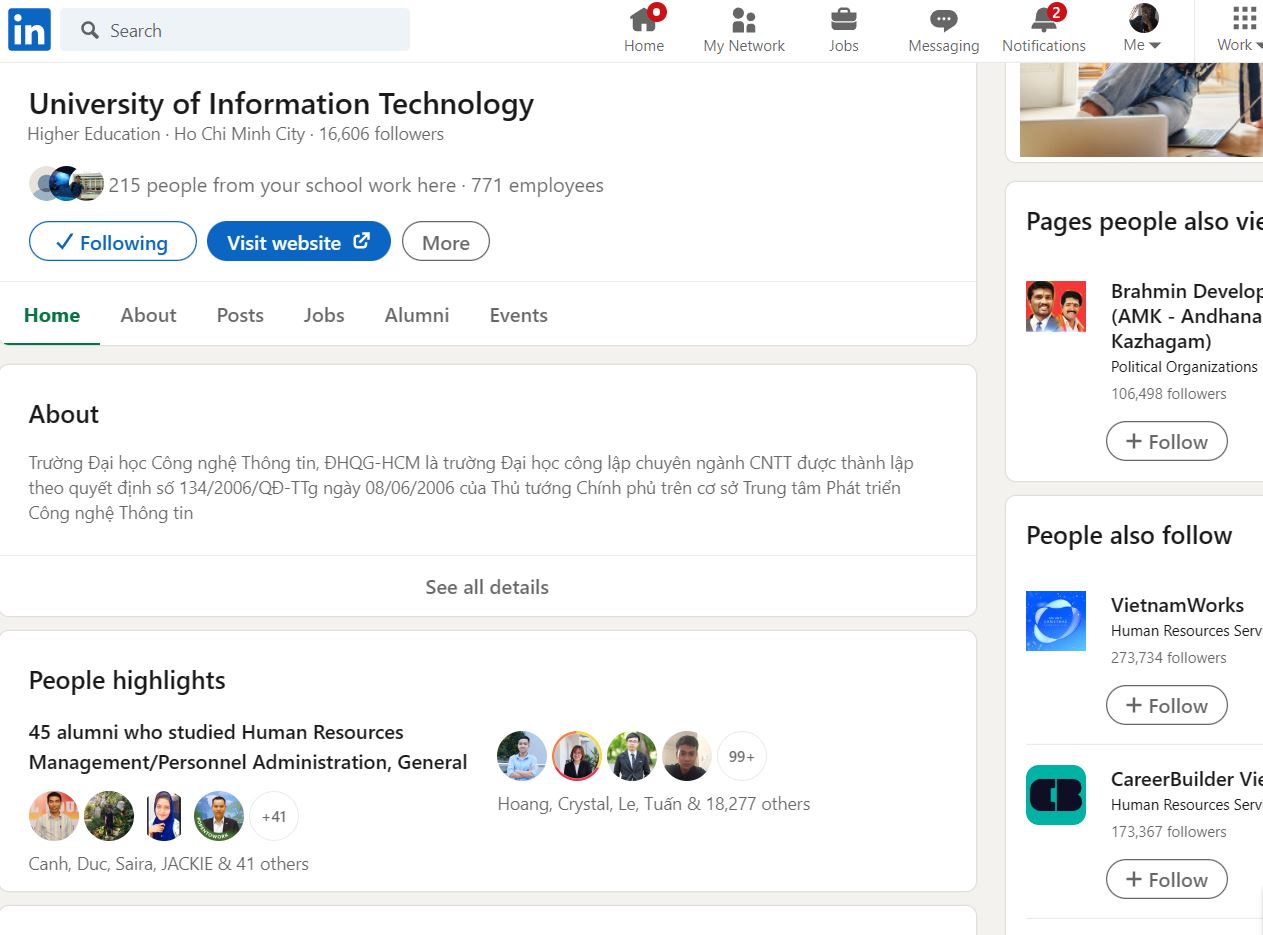 in
Search
Home
My Network
Jobs
Messaging
2
Notifications
Me
Work
University of Information Technology
Higher Education · Ho Chi Minh City · 16,606 followers
215 people from your school work here · 771 employees
Following
Visit website
More
Home
About
Posts
Jobs
Alumni
Events
About
Trường Đại học Công nghệ Thông tin, ĐHQG-HCM là trường Đại học công lập chuyên ngành CNTT được thành lập
theo quyết định số 134/2006/QĐ-TTg ngày 08/06/2006 của Thủ tướng Chính phủ trên cơ sở Trung tâm Phát triển
Công nghệ Thông tin
See all details
People highlights
45 alumni who studied Human Resources
Management/Personnel Administration, General
+41
Canh, Duc, Saira, JACKIE & 41 others
99+
Hoang, Crystal, Le, Tuấn & 18,277 others
Pages people also vie
Brahmin Develop
(AMK - Andhana
Kazhagam)
Political Organizations
106,498 followers
+ Follow
People also follow
VietnamWorks
Human Resources Serv
273,734 followers
+ Follow
CB
CareerBuilder Vie
Human Resources Serv
173,367 followers
+ Follow